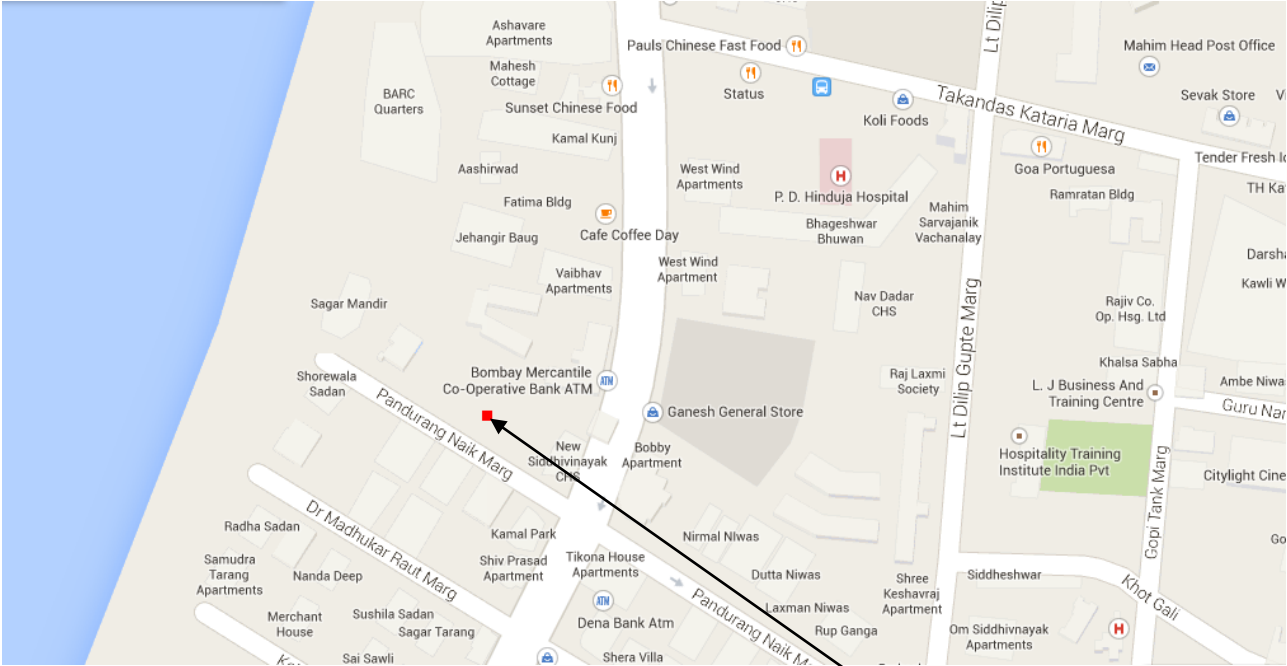 Ashavare
Apartments
Pauls Chinese Fast Food
Lt Dilip
Mahim Head Post Office
Mahesh
Cottage
BARC
Quarters
Status
Sunset Chinese Food
Takandas Kataria Marg
Sevak Store
Koli Foods
Kamal Kunj
Aashirwad
West Wind
Apartments
Goa Portuguesa
Tender Fresh
P. D. Hinduja Hospital
Ramratan Bldg
TH Ka
Fatima Bldg
Mahim
Sarvajanik
Vachanalay
Cafe Coffee Day
Bhageshwar
Bhuwan
Jehangir Baug
West Wind
Apartment
Darsha
Vaibhav
Apartments
Kawli W
Sagar Mandir
Nav Dadar
CHS
Rajiv Co.
Op. Hsg. Ltd
Lt Dilip Gupte Marg
Khalsa Sabha
Bombay Mercantile
Co-Operative Bank ATM
ATM
Shorewala
Sadan
Raj Laxmi
Society
L. J Business And
Training Centre
Ambe Niwa
Pandurang Naik Marg
Ganesh General Store
Guru Nan
New
Siddhivinayak
CHS
Bobby
Apartment
Hospitality Training
Institute India Pvt
Citylight Cine
Gopi Tank Marg
Dr Madhukar Raut Marg
Radha Sadan
Kamal Park
Nirmal NIwas
Samudra
Tarang
Apartments
Nanda Deep
Shiv Prasad
Apartment
Tikona House
Apartments
Dutta Niwas
Shree
Keshavraj
Apartment
Siddheshwar
Khot Gali
Merchant
House
Sushila Sadan
Sagar Tarang
ATM
Dena Bank Atm
Pandurang Naik Ma
Laxman Niwas
Rup Ganga
Om Siddhivnayak
Apartments
H
Sai Sawli
Shera Villa